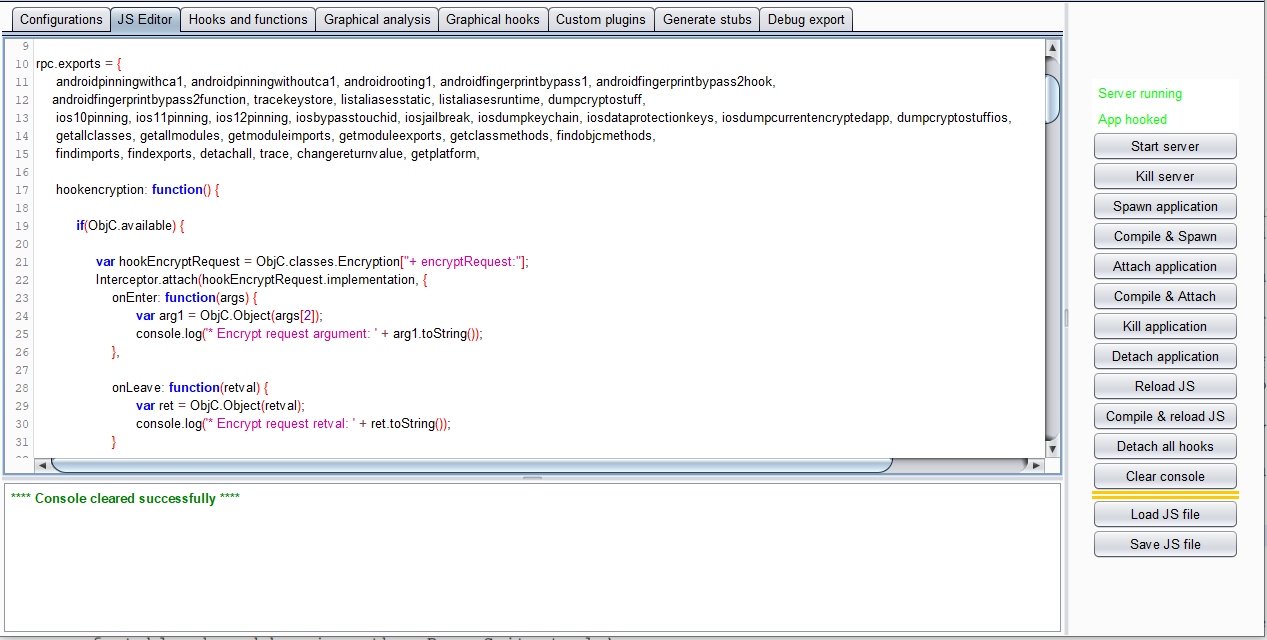 Configurations JS Editor Hooks and functions Graphical analysis Graphical hooks Custom plugins Generate stubs Debug export
9
10 rpc.exports = {
11 androidpinningwithca1, androidpinningwithoutca1, androidrooting1, androidfingerprintbypass1, androidfingerprintbypass2hook,
12 androidfingerprintbypass2function, tracekeystore, listaliasesstatic, listaliasesruntime, dumpcryptostuff,
13 ios10pinning, ios11pinning, ios12pinning, iosbypasstouchid, iosjailbreak, iosdumpkeychain, iosdataprotectionkeys, iosdumpcurrentencryptedapp, dumpcryptostuffios,
14 getallclasses, getallmodules, getmoduleimports, getmoduleexports, getclassmethods, findobjcmethods,
15 findimports, findexports, detachall, trace, changereturnvalue, getplatform,
16
17 hookencryption: function() {
18
19 if(ObjC.available) {
20
21 var hookEncryptRequest = ObjC.classes.Encryption["+ encryptRequest:"];
22 Interceptor.attach(hookEncryptRequest.implementation, {
23 onEnter: function(args) {
24 var arg1 = ObjC.Object(args[2]);
25 console.log('* Encrypt request argument: ' + arg1.toString());
26 },
27
28 onLeave: function(retval) {
29 var ret = ObjC.Object(retval);
30 console.log('* Encrypt request retval: ' + ret.toString());
31 }
**** Console cleared successfully ****
Server running
App hooked
Start server
Kill server
Spawn application
Compile & Spawn
Attach application
Compile & Attach
Kill application
Detach application
Reload JS
Compile & reload JS
Detach all hooks
Clear console
Load JS file
Save JS file